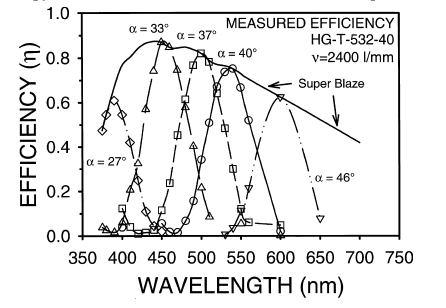 MEASURED EFFICIENCY
HG-T-532-40
ν=2400 l/mm
α = 33°
α = 37°
α = 40°
Super Blaze
α = 27°
α = 46°
EFFICIENCY (η)
1.0
0.8
0.6
0.4
0.2
0.0
350 400 450 500 550 600 650 700 750
WAVELENGTH (nm)